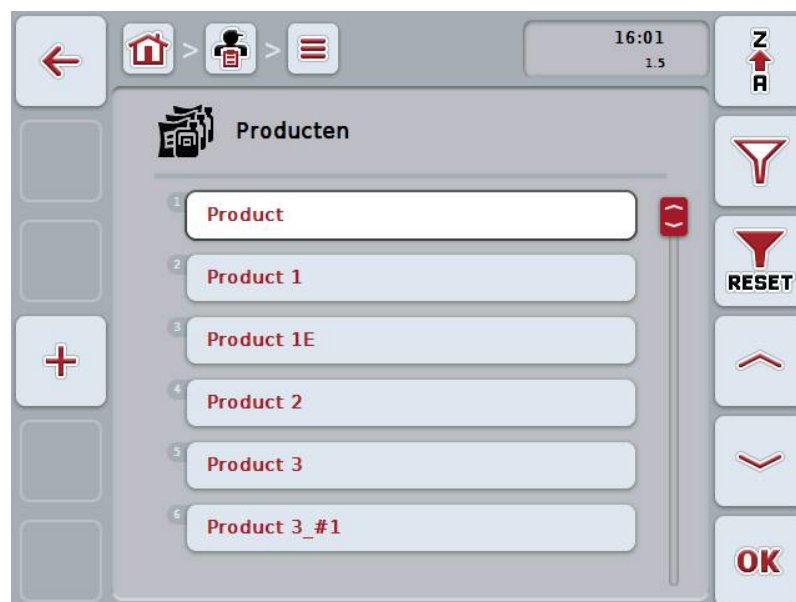 > >
16:01
1.5
Z
A
Producten
1
Product
2
Product 1
3
Product 1E
4
Product 2
5
Product 3
6
Product 3_#1
RESET
OK